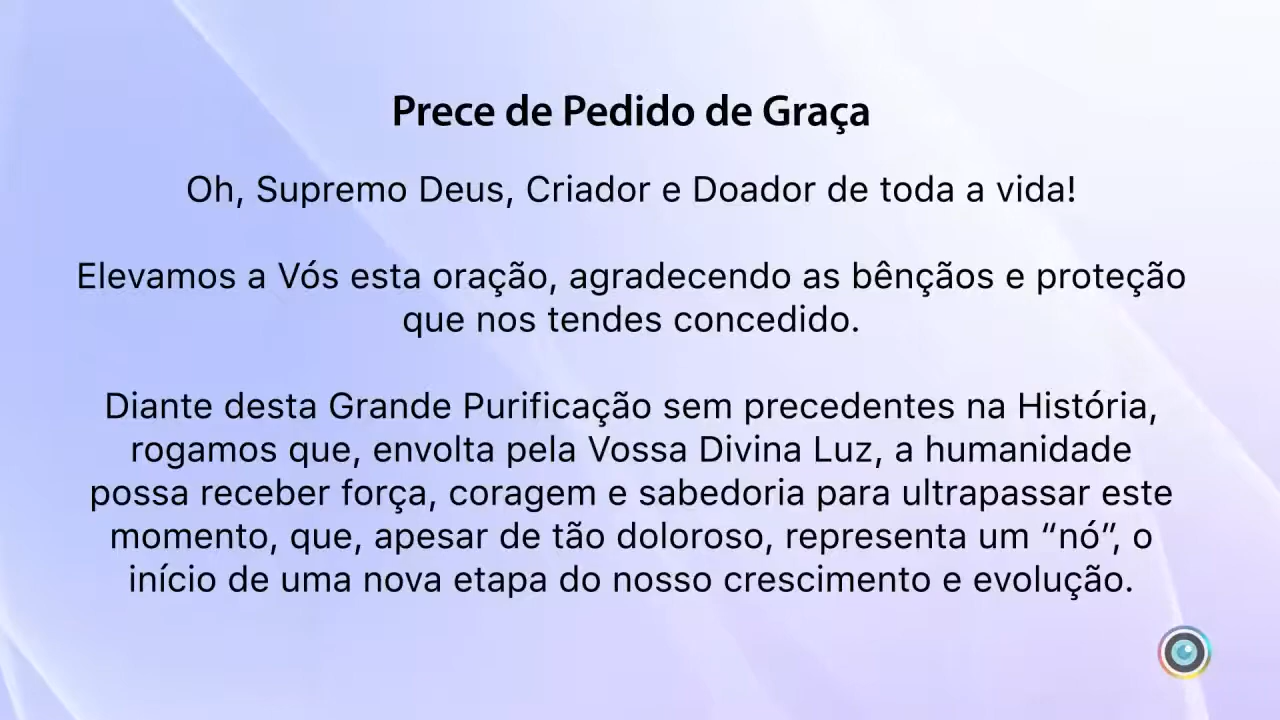 Prece de Pedido de Graça
Oh, Supremo Deus, Criador e Doador de toda a vida!
Elevamos a Vós esta oração, agradecendo as bênçãos e proteção
que nos tendes concedido.
Diante desta Grande Purificação sem precedentes na História,
rogamos que, envolta pela Vossa Divina Luz, a humanidade
possa receber força, coragem e sabedoria para ultrapassar este
momento, que, apesar de tão doloroso, representa um “nó”, o
início de uma nova etapa do nosso crescimento e evolução.